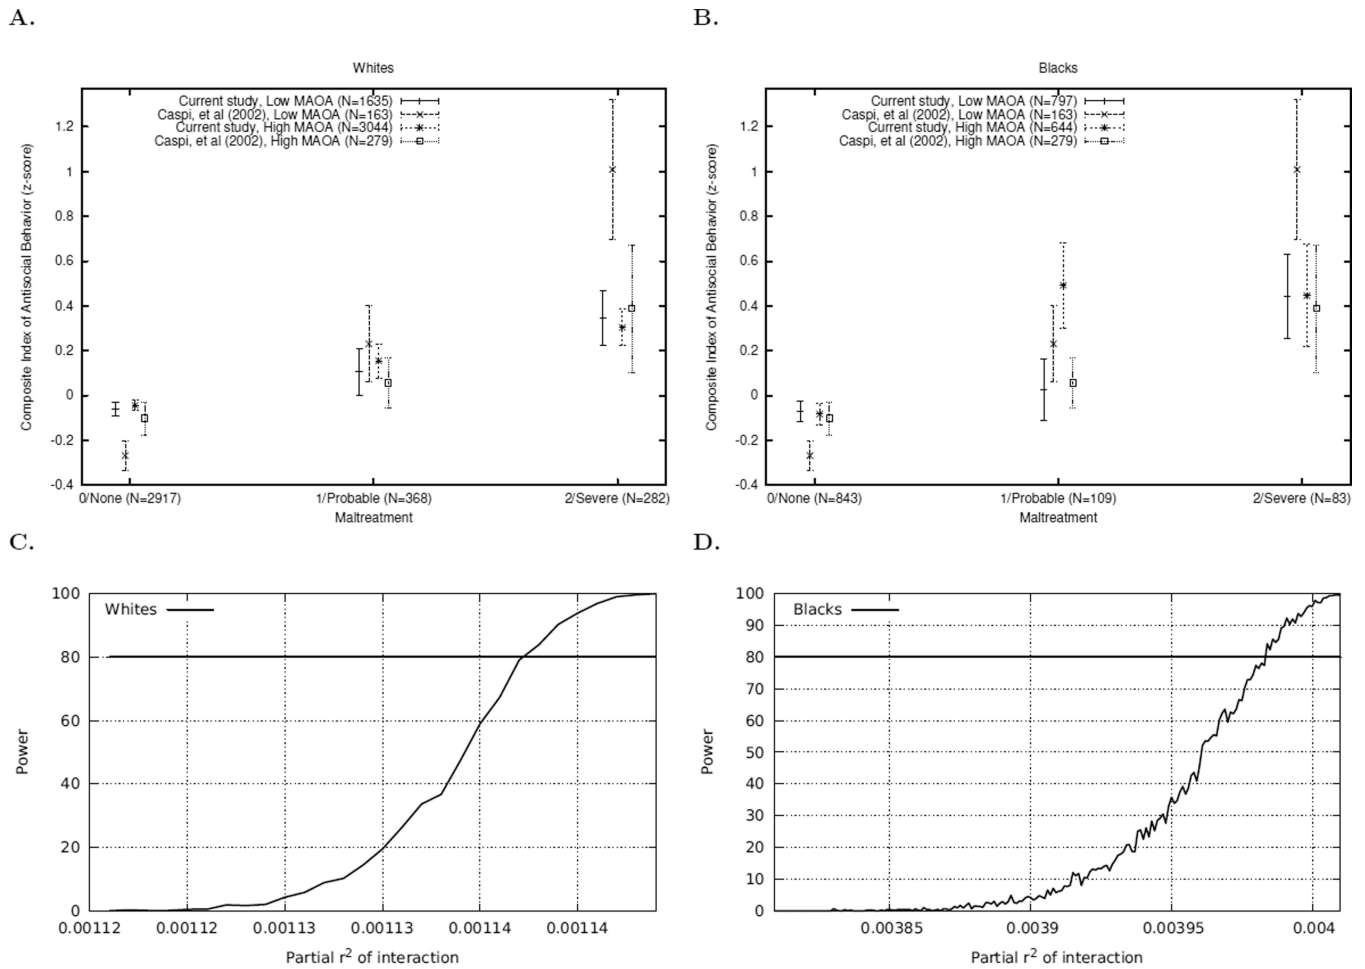 A.
Whites
Current study, Low MAOA (N=1635)
Caspi, et al (2002), Low MAOA (N=163)
Current study, High MAOA (N=3044)
Caspi, et al (2002), High MAOA (N=279)
Composite Index of Antisocial Behavior (z-score)
1.2
1
0.8
0.6
0.4
0.2
0
-0.2
-0.4
0/None (N=2917) 1/Probable (N=368) 2/Severe (N=282)
Maltreatment
B.
Blacks
Current study, Low MAOA (N=797)
Caspi, et al (2002), Low MAOA (N=163)
Current study, High MAOA (N=644)
Caspi, et al (2002), High MAOA (N=279)
Composite Index of Antisocial Behavior (z-score)
1.2
1
0.8
0.6
0.4
0.2
0
-0.2
-0.4
0/None (N=843) 1/Probable (N=109) 2/Severe (N=83)
Maltreatment
C.
Whites
Power
100
80
60
40
20
0
0.00112 0.00112 0.00113 0.00113 0.00114 0.00114
Partial r² of interaction
D.
Blacks
Power
100
90
80
70
60
50
40
30
20
10
0
0.00385 0.0039 0.00395 0.004
Partial r² of interaction